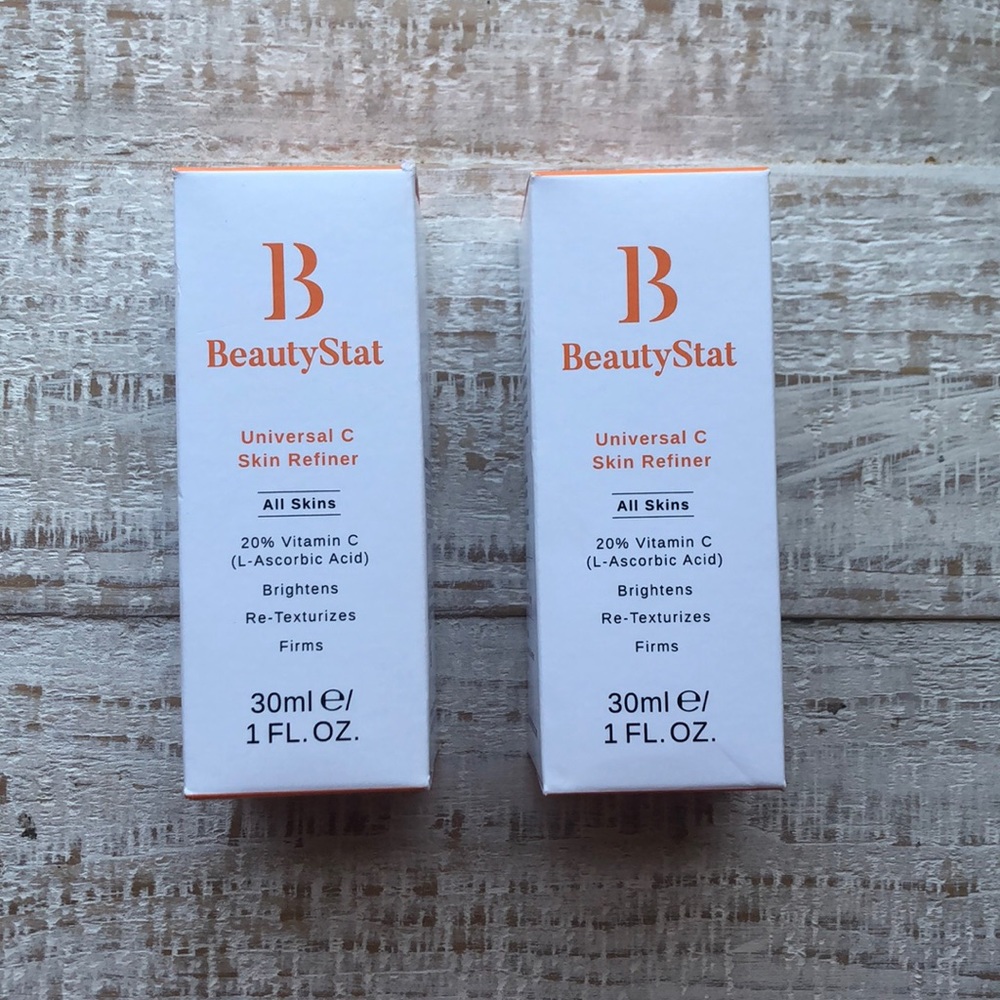 B
BeautyStat
Universal C
Skin Refiner
All Skins
20% Vitamin C
(L-Ascorbic Acid)
Brightens
Re-Texturizes
Firms
30ml ℮/
1 FL. OZ.
B
BeautyStat
Universal C
Skin Refiner
All Skins
20% Vitamin C
(L-Ascorbic Acid)
Brightens
Re-Texturizes
Firms
30ml ℮/
1 FL. OZ.